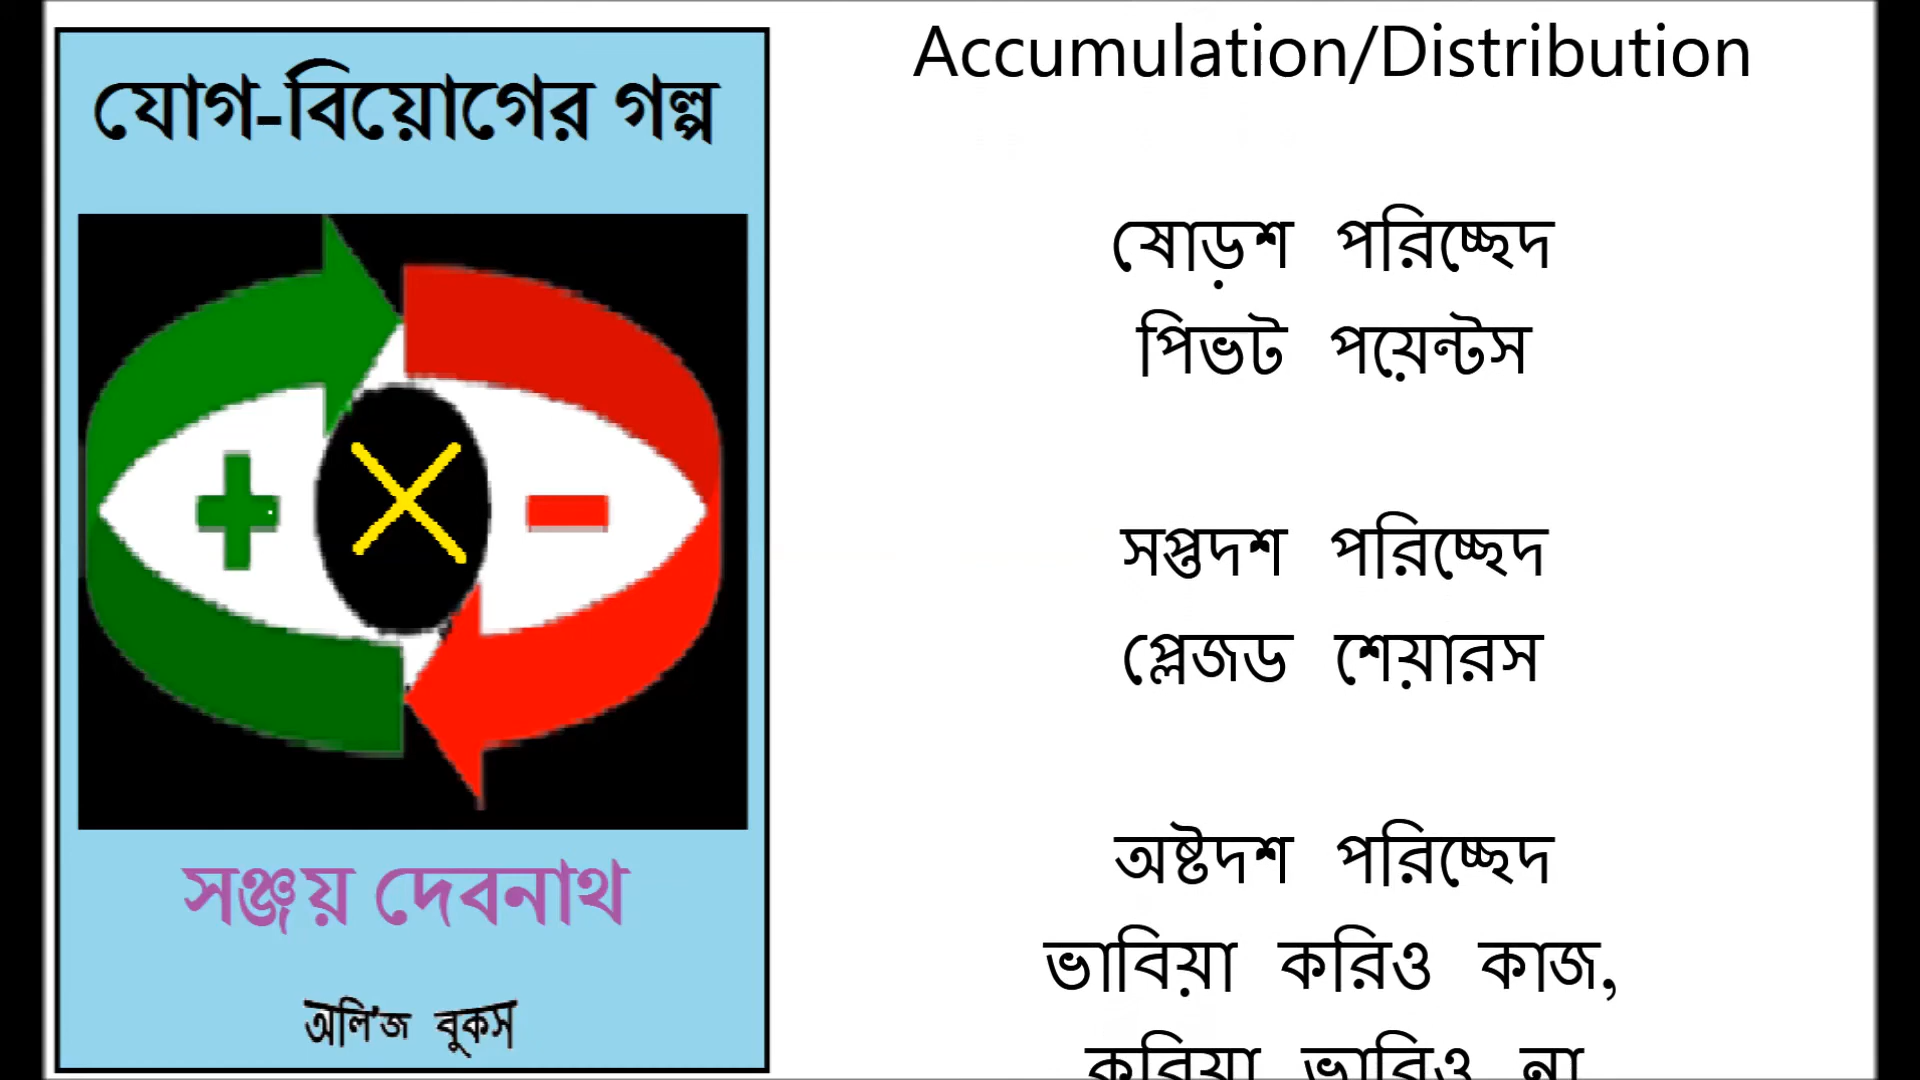 যোগ-বিয়োগের গল্প
সঞ্জয় দেবনাথ
অলি'জ বুকস
Accumulation/Distribution
ষোড়শ পরিচ্ছেদ
পিভট পয়েন্টস
সপ্তদশ পরিচ্ছেদ
প্লেজড শেয়ারস
অষ্টদশ পরিচ্ছেদ
ভাবিয়া করিও কাজ,
করিয়া ভাবিও না